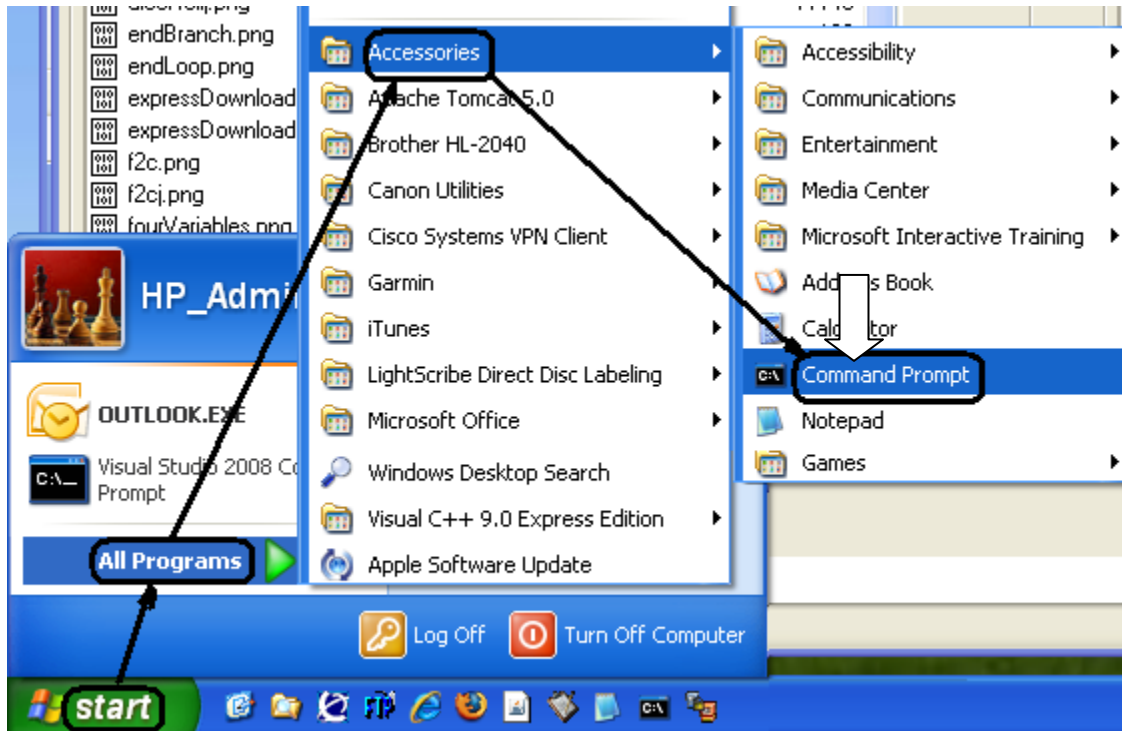 endBranch.png
endLoop.png
expressDownload
expressDownload
f2c.png
f2cj.png
fourVariables.png
HP_Admi
OUTLOOK.EXE
Visual Studio 2008 Co
Prompt
All Programs
Accessories
Apache Tomcat 5.0
Brother HL-2040
Canon Utilities
Cisco Systems VPN Client
Garmin
iTunes
LightScribe Direct Disc Labeling
Microsoft Office
Windows Desktop Search
Visual C++ 9.0 Express Edition
Apple Software Update
Accessibility
Communications
Entertainment
Media Center
Microsoft Interactive Training
Address Book
Calculator
Command Prompt
Notepad
Games
Log Off
Turn Off Computer
start
FTP